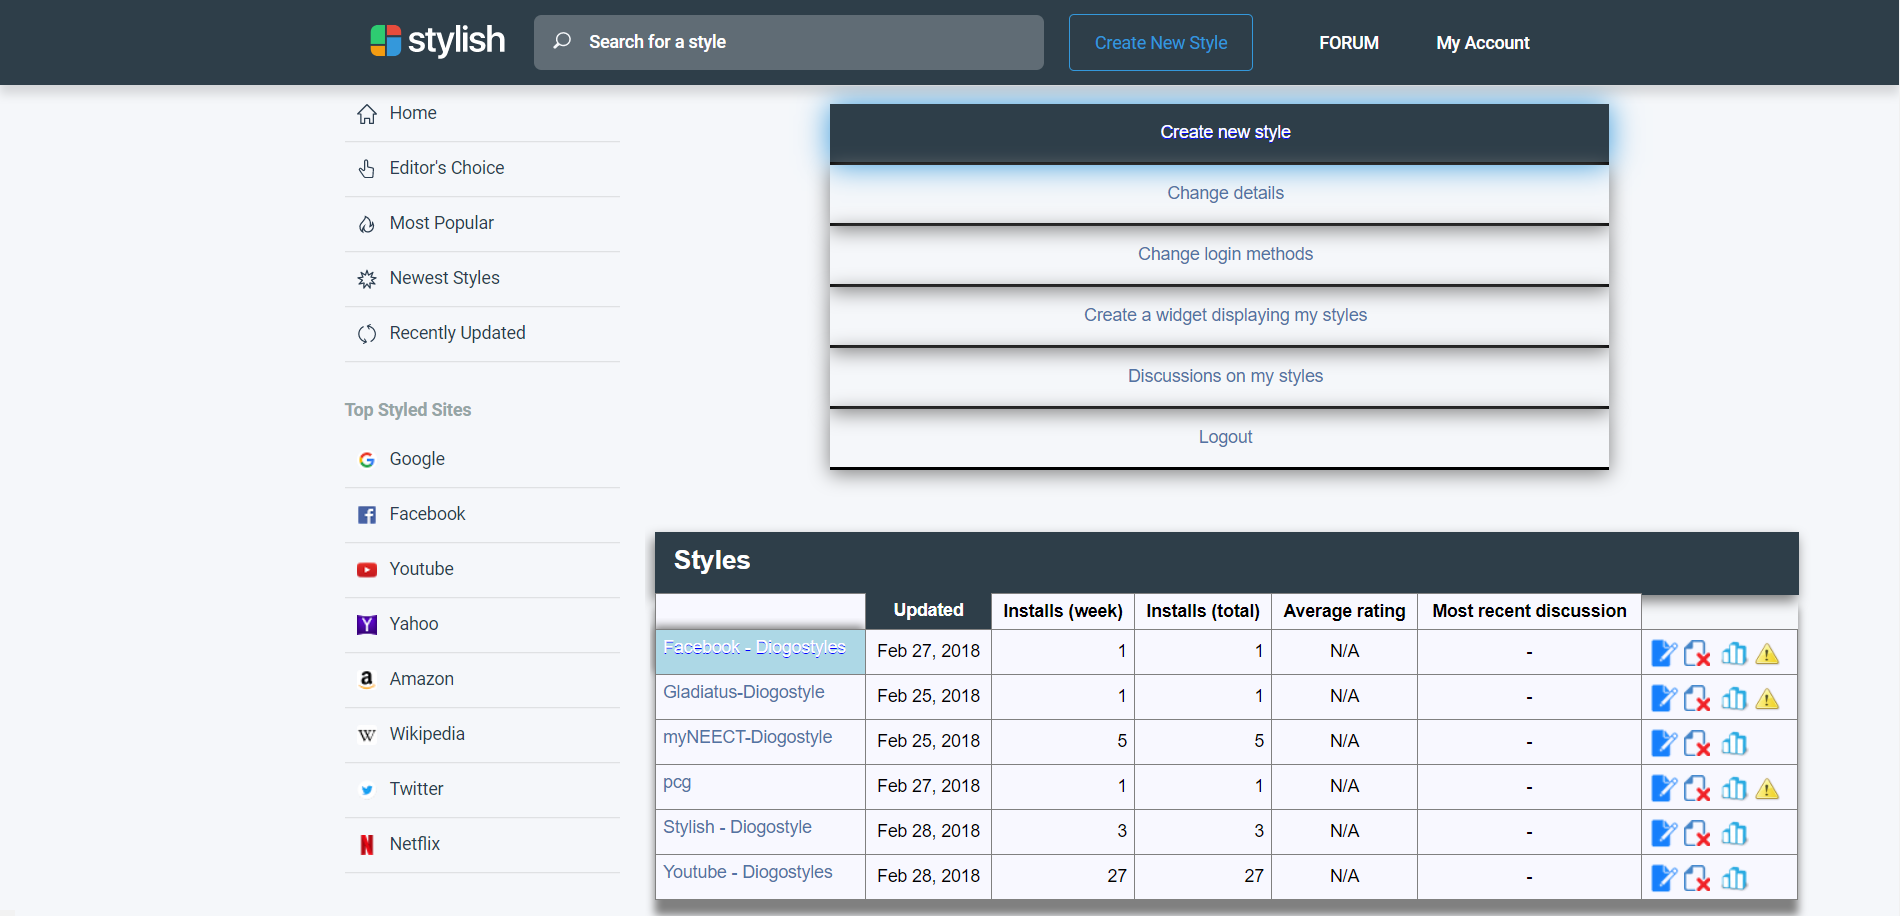 stylish
Search for a style
Create New Style
FORUM
My Account
Home
Editor's Choice
Most Popular
Newest Styles
Recently Updated
Top Styled Sites
Google
Facebook
Youtube
Yahoo
Amazon
Wikipedia
Twitter
Netflix
Create new style
Change details
Change login methods
Create a widget displaying my styles
Discussions on my styles
Logout
Styles
Updated Installs (week) Installs (total) Average rating Most recent discussion
Facebook - Diogostyles Feb 27, 2018 1 1 N/A -
Gladiatus-Diogostyle Feb 25, 2018 1 1 N/A -
myNEECT-Diogostyle Feb 25, 2018 5 5 N/A -
pcg Feb 27, 2018 1 1 N/A -
Stylish - Diogostyle Feb 28, 2018 3 3 N/A -
Youtube - Diogostyles Feb 28, 2018 27 27 N/A -